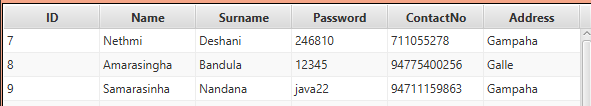 ID Name Surname Password ContactNo Address
7 Nethmi Deshani 246810 711055278 Gampaha
8 Amarasingha Bandula 12345 94775400256 Galle
9 Samarasinha Nandana java22 94711159863 Gampaha